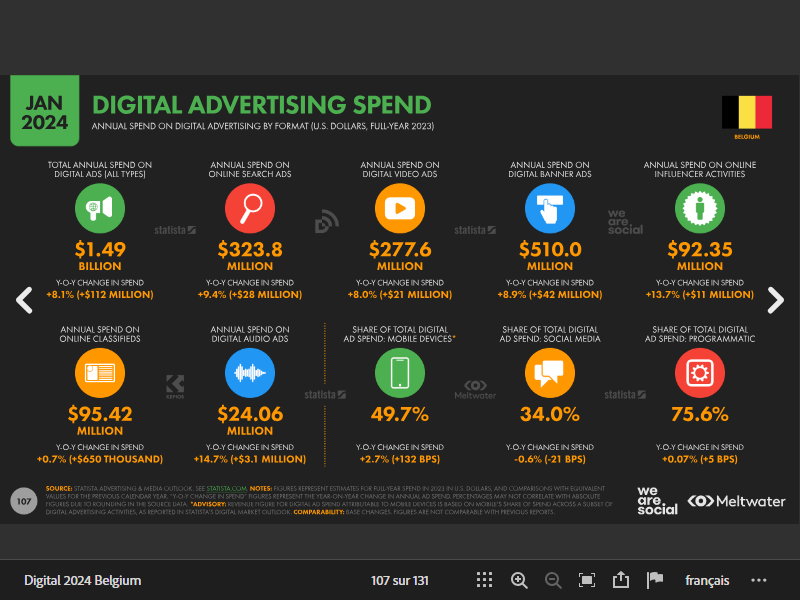 JAN
2024
DIGITAL ADVERTISING SPEND
ANNUAL SPEND ON DIGITAL ADVERTISING BY FORMAT (U.S. DOLLARS, FULL-YEAR 2023)
BELGIUM
TOTAL ANNUAL SPEND ON
DIGITAL ADS (ALL TYPES)
$1.49
BILLION
Y-O-Y CHANGE IN SPEND
+8.1% (+$112 MILLION)
ANNUAL SPEND ON
ONLINE SEARCH ADS
$323.8
MILLION
Y-O-Y CHANGE IN SPEND
+9.4% (+$28 MILLION)
ANNUAL SPEND ON
DIGITAL VIDEO ADS
$277.6
MILLION
Y-O-Y CHANGE IN SPEND
+8.0% (+$21 MILLION)
ANNUAL SPEND ON
DIGITAL BANNER ADS
$510.0
MILLION
Y-O-Y CHANGE IN SPEND
+8.9% (+$42 MILLION)
ANNUAL SPEND ON ONLINE
INFLUENCER ACTIVITIES
$92.35
MILLION
Y-O-Y CHANGE IN SPEND
+13.7% (+$11 MILLION)
statista
statista
we
are
social
ANNUAL SPEND ON
ONLINE CLASSIFIEDS
$95.42
MILLION
Y-O-Y CHANGE IN SPEND
+0.7% (+$650 THOUSAND)
ANNUAL SPEND ON
DIGITAL AUDIO ADS
$24.06
MILLION
Y-O-Y CHANGE IN SPEND
+14.7% (+$3.1 MILLION)
SHARE OF TOTAL DIGITAL
AD SPEND: MOBILE DEVICES*
49.7%
Y-O-Y CHANGE IN SPEND
+2.7% (+132 BPS)
SHARE OF TOTAL DIGITAL
AD SPEND: SOCIAL MEDIA
34.0%
Y-O-Y CHANGE IN SPEND
-0.6% (-21 BPS)
SHARE OF TOTAL DIGITAL
AD SPEND: PROGRAMMATIC
75.6%
Y-O-Y CHANGE IN SPEND
+0.07% (+5 BPS)
KEPIOS
statista
Meltwater
statista
107
SOURCE: STATISTA ADVERTISING & MEDIA OUTLOOK. SEE STATISTA.COM. NOTES: FIGURES REPRESENT ESTIMATES FOR FULL-YEAR SPEND IN 2023 IN U.S. DOLLARS, AND COMPARISONS WITH EQUIVALENT
VALUES FOR THE PREVIOUS CALENDAR YEAR. "Y-O-Y CHANGE IN SPEND" FIGURES REPRESENT THE YEAR-ON-YEAR CHANGE IN ANNUAL AD SPEND. PERCENTAGES MAY NOT CORRELATE WITH ABSOLUTE
FIGURES DUE TO ROUNDING IN THE SOURCE DATA. *ADVISORY: REVENUE FIGURE FOR DIGITAL AD SPEND ATTRIBUTABLE TO MOBILE DEVICES IS BASED ON MOBILE'S SHARE OF SPEND ACROSS A SUBSET OF
DIGITAL ADVERTISING ACTIVITIES, AS REPORTED IN STATISTA'S DIGITAL MARKET OUTLOOK. COMPARABILITY: BASE CHANGES. FIGURES ARE NOT COMPARABLE WITH PREVIOUS REPORTS.
we
are
social
Meltwater
Digital 2024 Belgium
107 sur 131
français